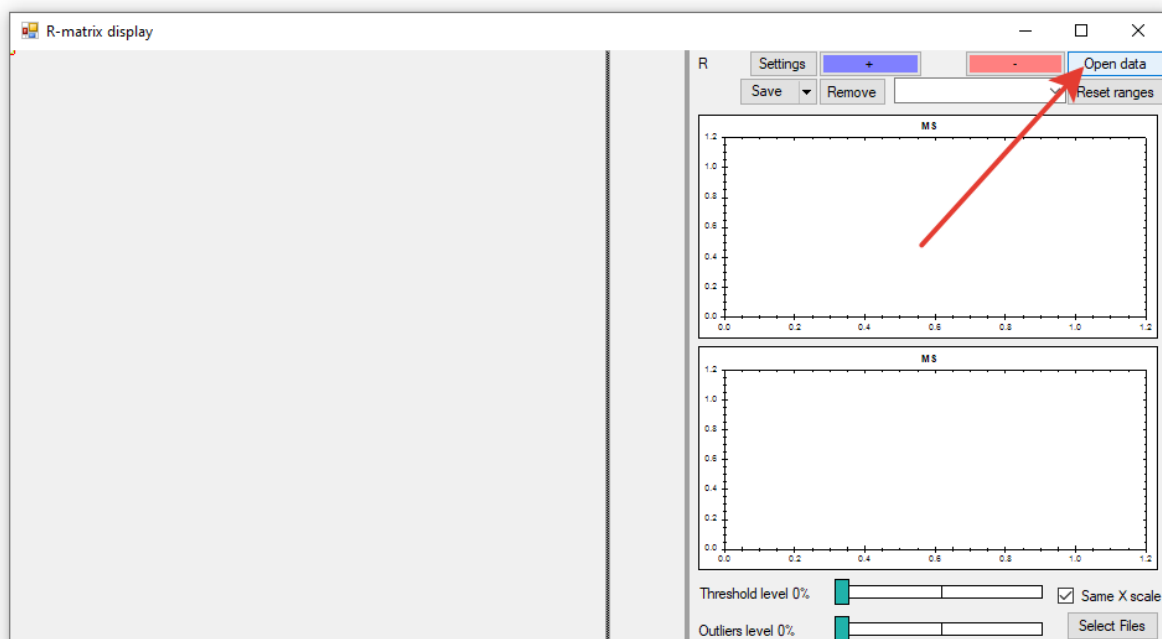 R-matrix display
R Settings + - Open data
Save Remove Reset ranges
MS
1.2
1.0
0.8
0.6
0.4
0.2
0.0
0.0 0.2 0.4 0.6 0.8 1.0 1.2
MS
1.2
1.0
0.8
0.6
0.4
0.2
0.0
0.0 0.2 0.4 0.6 0.8 1.0 1.2
Threshold level 0% Same X scale
Outliers level 0% Select Files